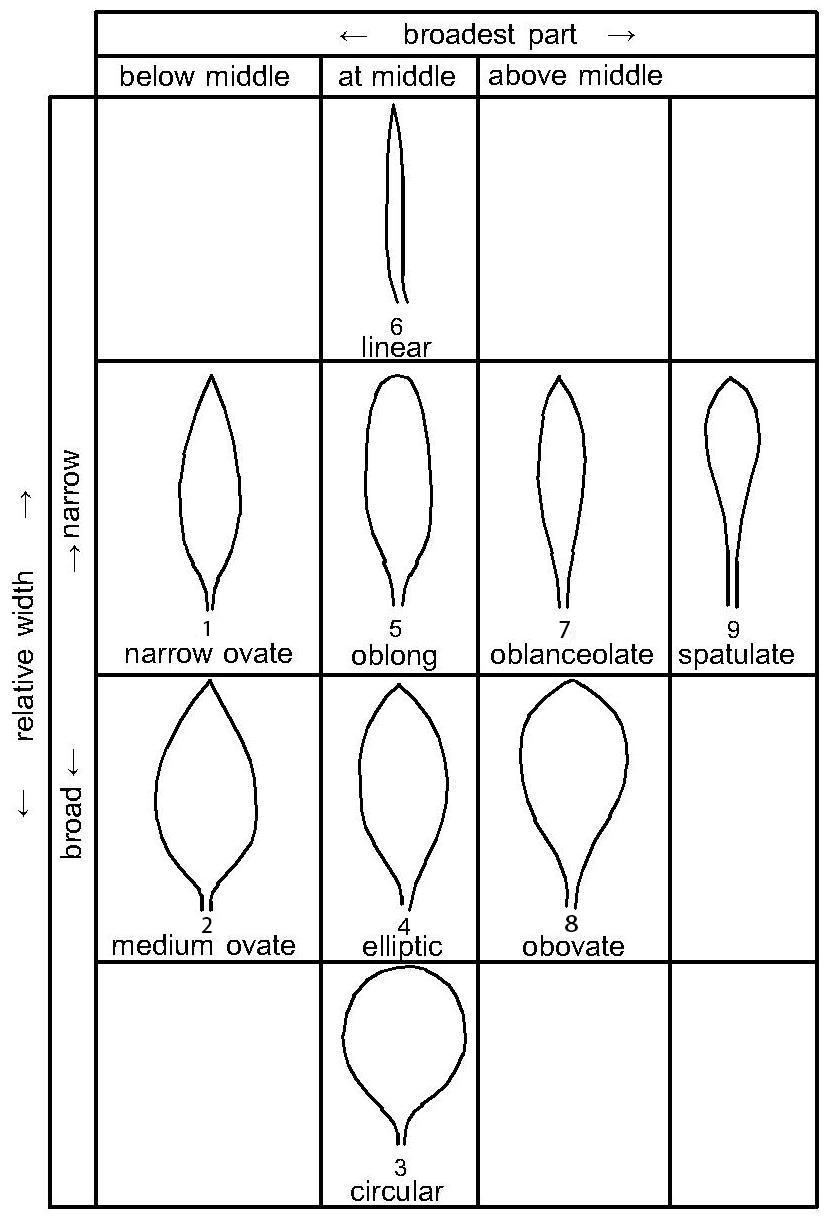 ← broadest part →
below middle at middle above middle
6
linear
← relative width →
→ narrow
broad ←
1 5 7 9
narrow ovate oblong oblanceolate spatulate
2 4 8
medium ovate elliptic obovate
3
circular